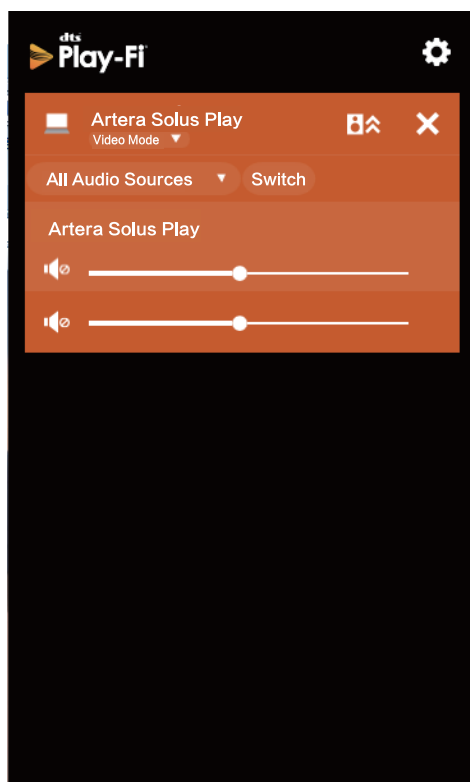 dts
Play-Fi
Artera Solus Play
Video Mode
All Audio Sources
Switch
Artera Solus Play